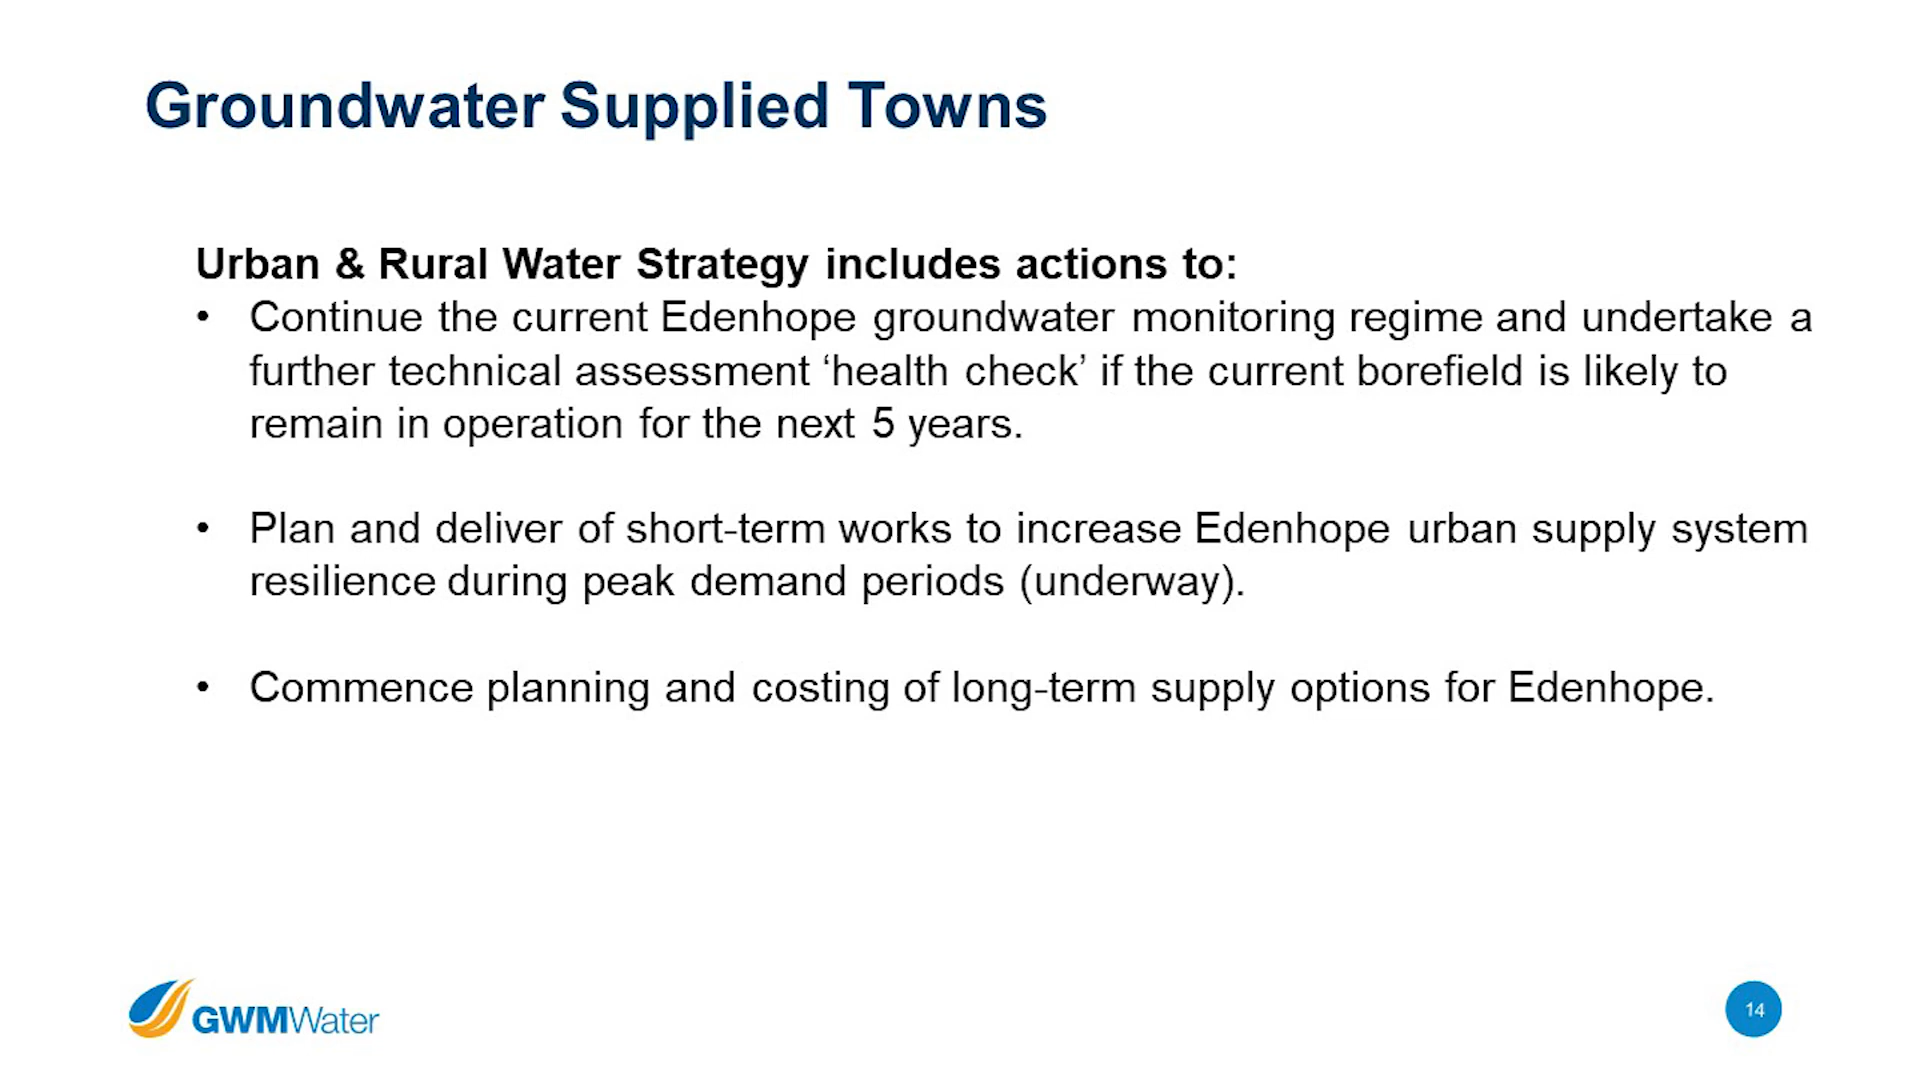 Groundwater Supplied Towns
Urban & Rural Water Strategy includes actions to:
• Continue the current Edenhope groundwater monitoring regime and undertake a
further technical assessment ‘health check’ if the current borefield is likely to
remain in operation for the next 5 years.
• Plan and deliver of short-term works to increase Edenhope urban supply system
resilience during peak demand periods (underway).
• Commence planning and costing of long-term supply options for Edenhope.
GWMWater
14